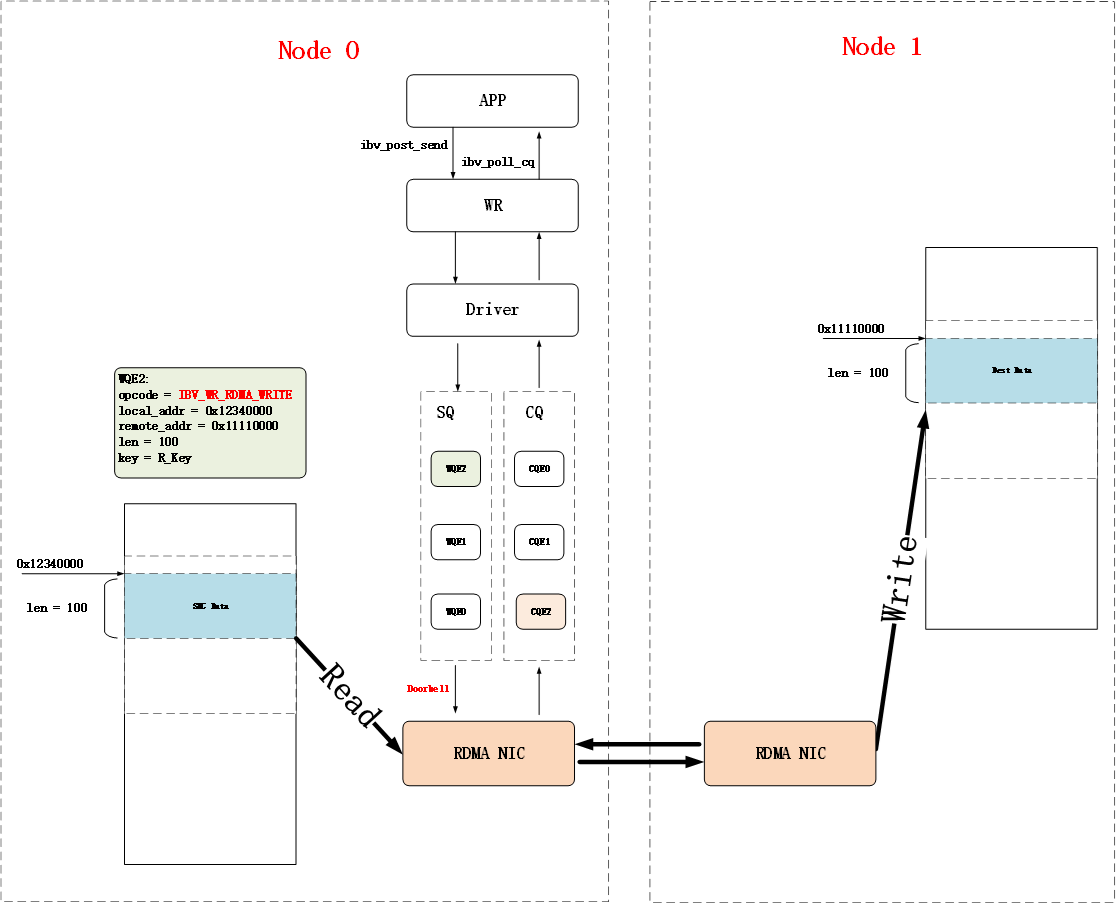 Node 0
Node 1
APP
ibv_post_send
ibv_poll_cq
WR
Driver
0x11110000
len = 100
Dest Data
WQE2:
opcode = IBV_WR_RDMA_WRITE
local_addr = 0x12340000
remote_addr = 0x11110000
len = 100
key = R_Key
SQ
CQ
WQE2
CQE0
WQE1
CQE1
WQE0
CQE2
0x12340000
len = 100
SRC Data
Read
Write
Doorbell
RDMA NIC
RDMA NIC